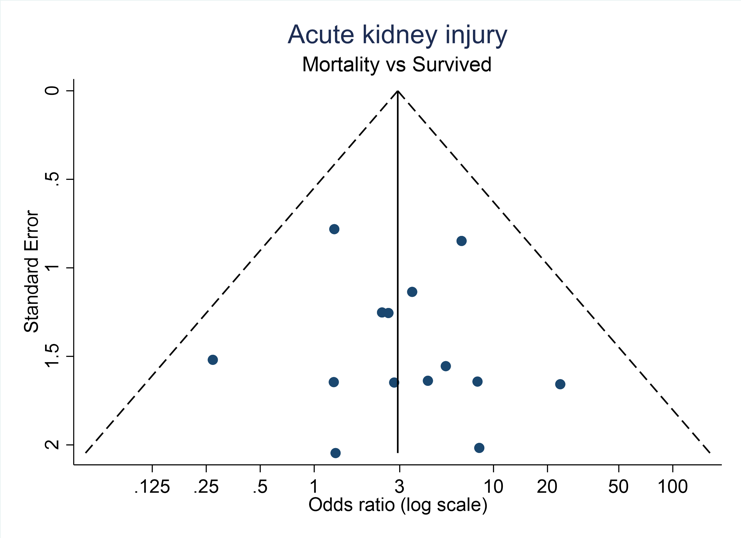 Acute kidney injury
Mortality vs Survived
Standard Error
0
.5
1
1.5
2
.125 .25 .5 1 3 10 20 50 100
Odds ratio (log scale)